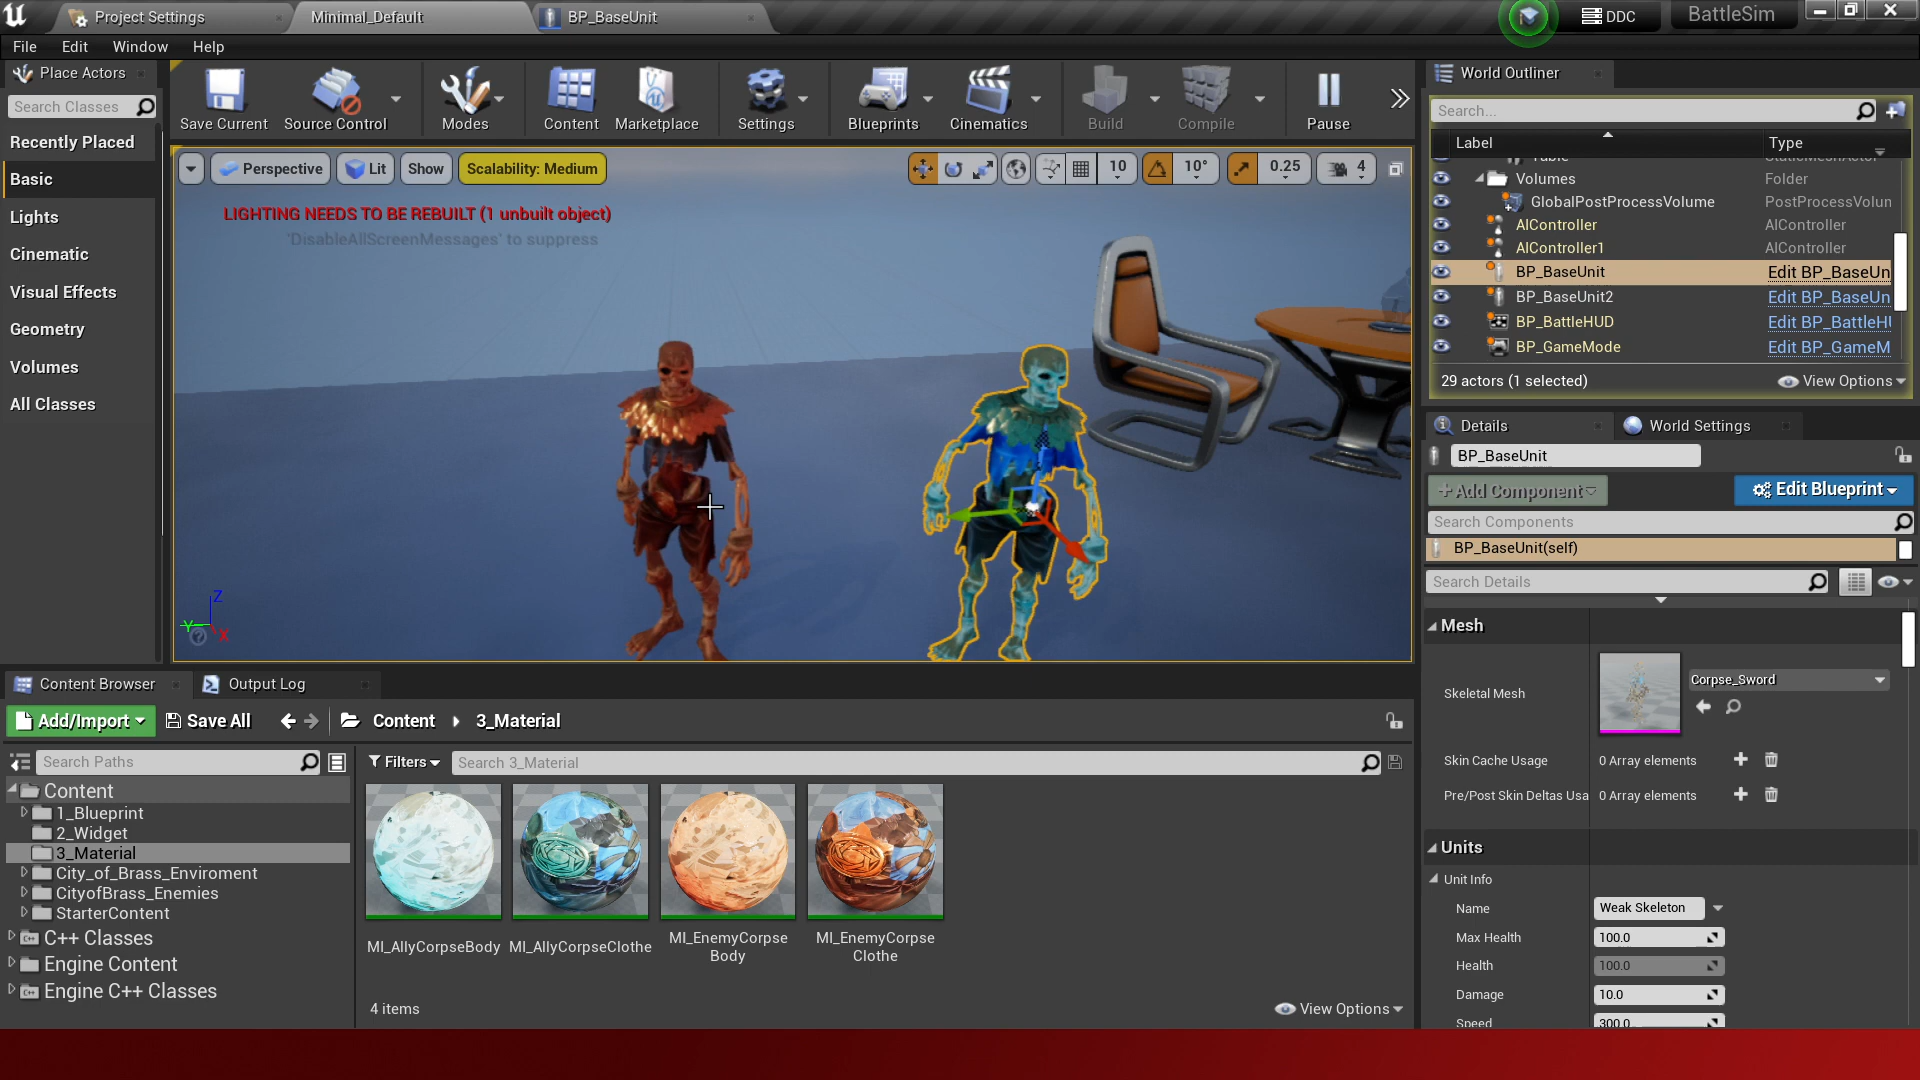 Project Settings
Minimal_Default
BP_BaseUnit
DDC
BattleSim
File Edit Window Help
Place Actors
Search Classes
Recently Placed
Basic
Lights
Cinematic
Visual Effects
Geometry
Volumes
All Classes
Save Current
Source Control
Modes
Content
Marketplace
Settings
Blueprints
Cinematics
Build
Compile
Pause
Perspective
Lit
Show
Scalability: Medium
10
10°
0.25
4
LIGHTING NEEDS TO BE REBUILT (1 unbuilt object)
'DisableAllScreenMessages' to suppress
Z
Y
X
World Outliner
Search...
Label Type
Volumes Folder
GlobalPostProcessVolume PostProcessVolun
AIController AIController
AIController1 AIController
BP_BaseUnit Edit BP_BaseUn
BP_BaseUnit2 Edit BP_BaseUn
BP_BattleHUD Edit BP_BattleHU
BP_GameMode Edit BP_GameM
29 actors (1 selected)
View Options
Details
World Settings
BP_BaseUnit
+Add Component
Edit Blueprint
Search Components
BP_BaseUnit(self)
Search Details
Mesh
Skeletal Mesh
Corpse_Sword
Skin Cache Usage 0 Array elements
Pre/Post Skin Deltas Usa 0 Array elements
Units
Unit Info
Name Weak Skeleton
Max Health 100.0
Health 100.0
Damage 10.0
Speed 300.0
Content Browser
Output Log
Add/Import
Save All
Content
3_Material
Search Paths
Filters
Search 3_Material
Content
1_Blueprint
2_Widget
3_Material
City_of_Brass_Enviroment
CityofBrass_Enemies
StarterContent
C++ Classes
Engine Content
Engine C++ Classes
MI_AllyCorpseBody
MI_AllyCorpseClothe
MI_EnemyCorpse
Body
MI_EnemyCorpse
Clothe
4 items
View Options